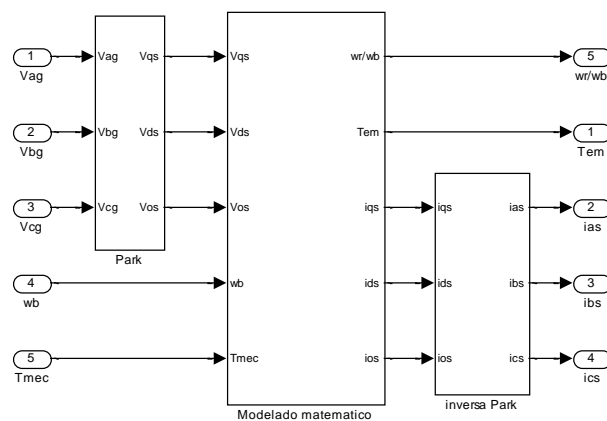 1
Vag
2
Vbg
3
Vcg
4
wb
5
Tmec
Vag Vqs
Vbg Vds
Vcg Vos
Park
Vqs wr/wb
Vds Tem
Vos iqs
wb ids
Tmec ios
Modelado matematico
iqs ias
ids ibs
ios ics
inversa Park
5
wr/wb
1
Tem
2
ias
3
ibs
4
ics